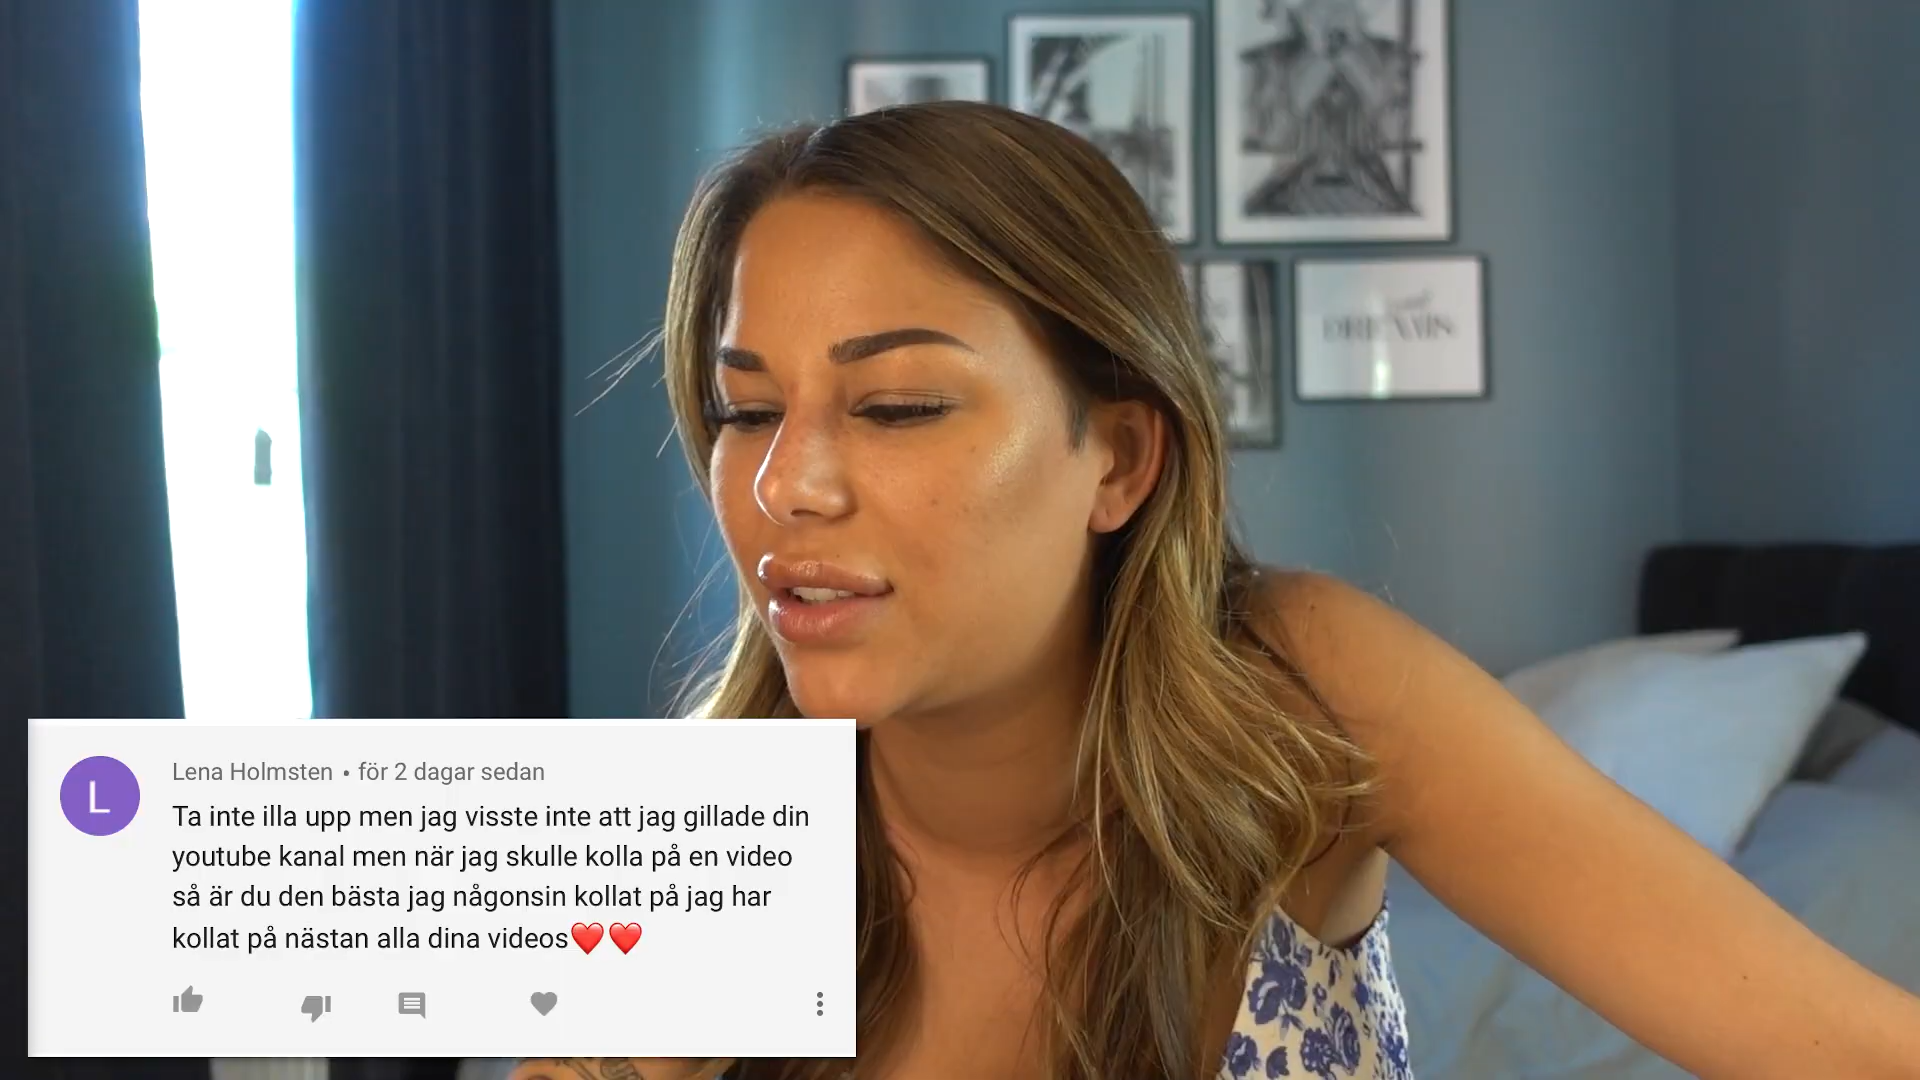 L
Lena Holmsten • för 2 dagar sedan
Ta inte illa upp men jag visste inte att jag gillade din
youtube kanal men när jag skulle kolla på en video
så är du den bästa jag någonsin kollat på jag har
kollat på nästan alla dina videos❤️❤️